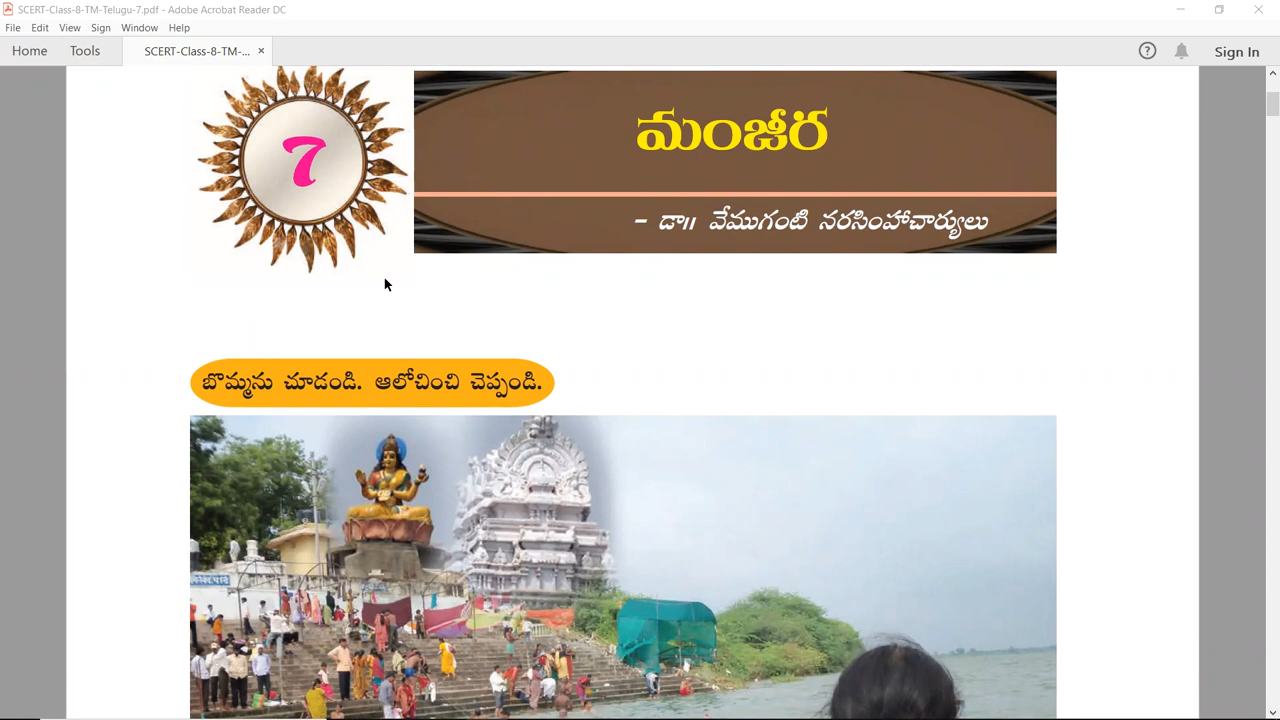 SCERT-Class-8-TM-Telugu-7.pdf - Adobe Acrobat Reader DC
File Edit View Sign Window Help
Home Tools SCERT-Class-8-TM-... × Sign In
7
మంజీర
- డా॥ వేముగంటి నరసింహాచార్యులు
బొమ్మను చూడండి. ఆలోచించి చెప్పండి.